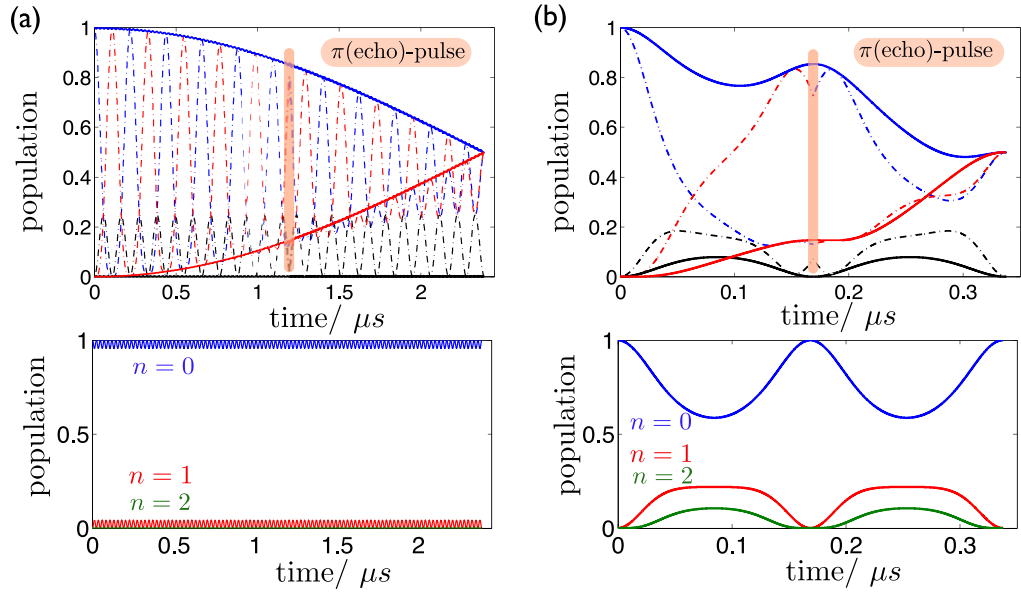 (a)
π(echo)-pulse
population
1
0.8
0.6
0.4
0.2
0
0 0.5 1 1.5 2
time/ μs
population
1
0.5
0
n = 0
n = 1
n = 2
0 0.5 1 1.5 2
time/ μs
(b)
π(echo)-pulse
population
1
0.8
0.6
0.4
0.2
0
0 0.1 0.2 0.3
time/ μs
population
1
0.5
0
n = 0
n = 1
n = 2
0 0.1 0.2 0.3
time/ μs